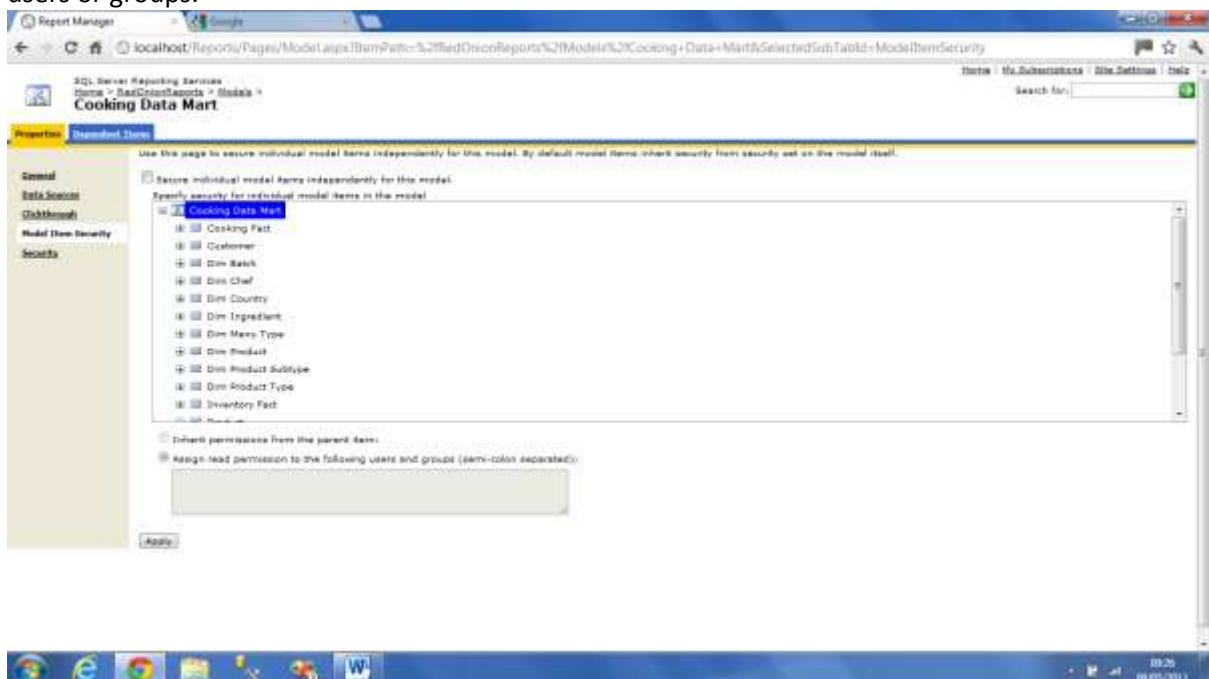 users or groups.
Report Manager
Google
localhost/Reports/Pages/Model.aspx?ItemPath=%2fRedOnionReports%2fModels%2fCooking+Data+Mart&SelectedSubTabId=ModelItemSecurity
SQL Server Reporting Services
Home | My Subscriptions | Site Settings | Help
Home > RedOnionReports > Models >
Cooking Data Mart
Search for:
Properties Dependent Items
Use this page to secure individual model items independently for this model. By default model items inherit security from security set on the model itself.
General
Data Sources
Clickthrough
Model Item Security
Security
Secure individual model items independently for this model
Specify security for individual model items in the model
Cooking Data Mart
Cooking Fact
Customer
Dim Batch
Dim Chef
Dim Country
Dim Ingredient
Dim Menu Type
Dim Product
Dim Product Subtype
Dim Product Type
Inventory Fact
Product
Inherit permissions from the parent item:
Assign read permission to the following users and groups (semi-colon separated):
Apply